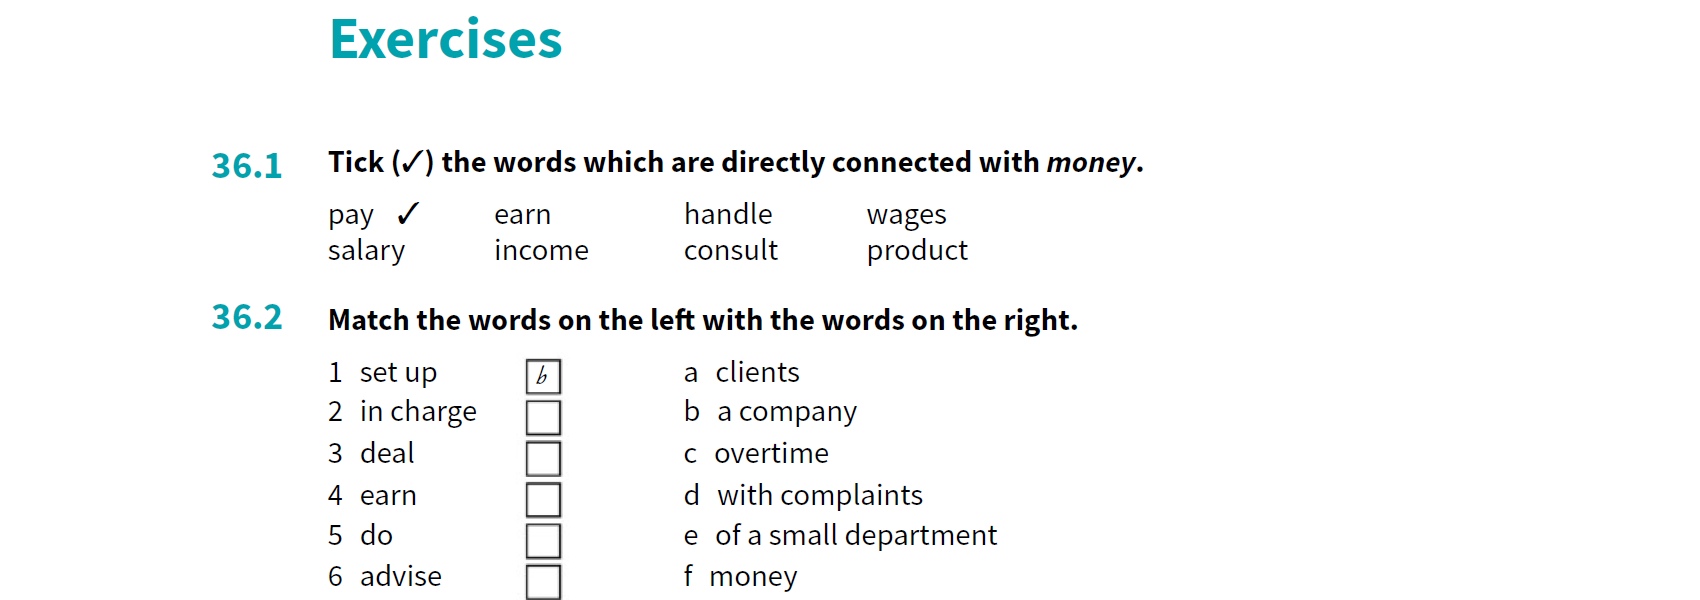 Exercises
36.1 Tick (✓) the words which are directly connected with money.
pay ✓ earn handle wages
salary income consult product
36.2 Match the words on the left with the words on the right.
1 set up b a clients
2 in charge b a company
3 deal c overtime
4 earn d with complaints
5 do e of a small department
6 advise f money